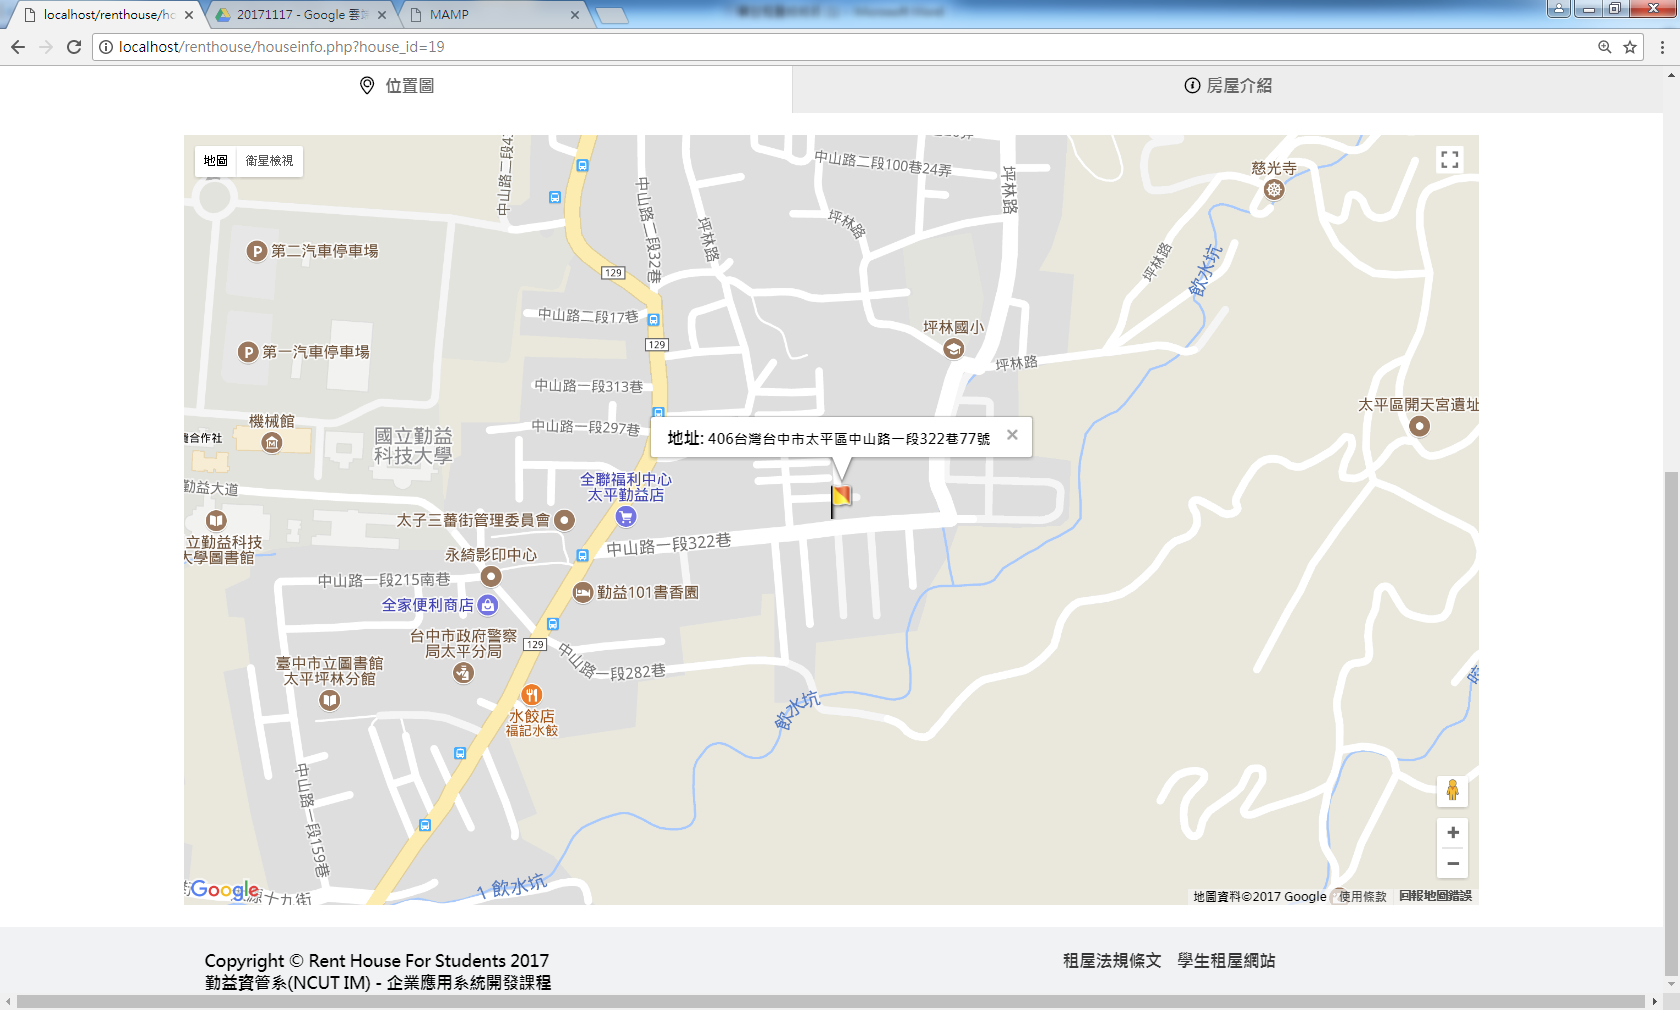 localhost/renthouse/ho
20171117 - Google 雲端
MAMP
localhost/renthouse/houseinfo.php?house_id=19
位置圖
房屋介紹
地圖
衛星檢視
中山路二段100巷24弄
坪林路
慈光寺
中山路二段32巷
坪林路
坪林路
坪林路
飲水坑
第二汽車停車場
129
中山路二段17巷
坪林國小
129
第一汽車停車場
坪林路
中山路一段313巷
太平區開天宮遺址
機械館
中山路一段297巷
國立勤益
科技大學
地址: 406台灣台中市太平區中山路一段322巷77號
勤益大道
全聯福利中心
太平勤益店
太子三蕃街管理委員會
立勤益科技
大學圖書館
中山路一段322巷
永綺影印中心
中山路一段215南巷
勤益101書香園
全家便利商店
台中市政府警察
局太平分局
129
中山路一段282巷
臺中市立圖書館
太平坪林分館
水餃店
福記水餃
飲水坑
中山路一段159巷
飲水坑
Google
源十九街
地圖資料©2017 Google
使用條款
回報地圖錯誤
Copyright © Rent House For Students 2017
勤益資管系(NCUT IM) - 企業應用系統開發課程
租屋法規條文
學生租屋網站